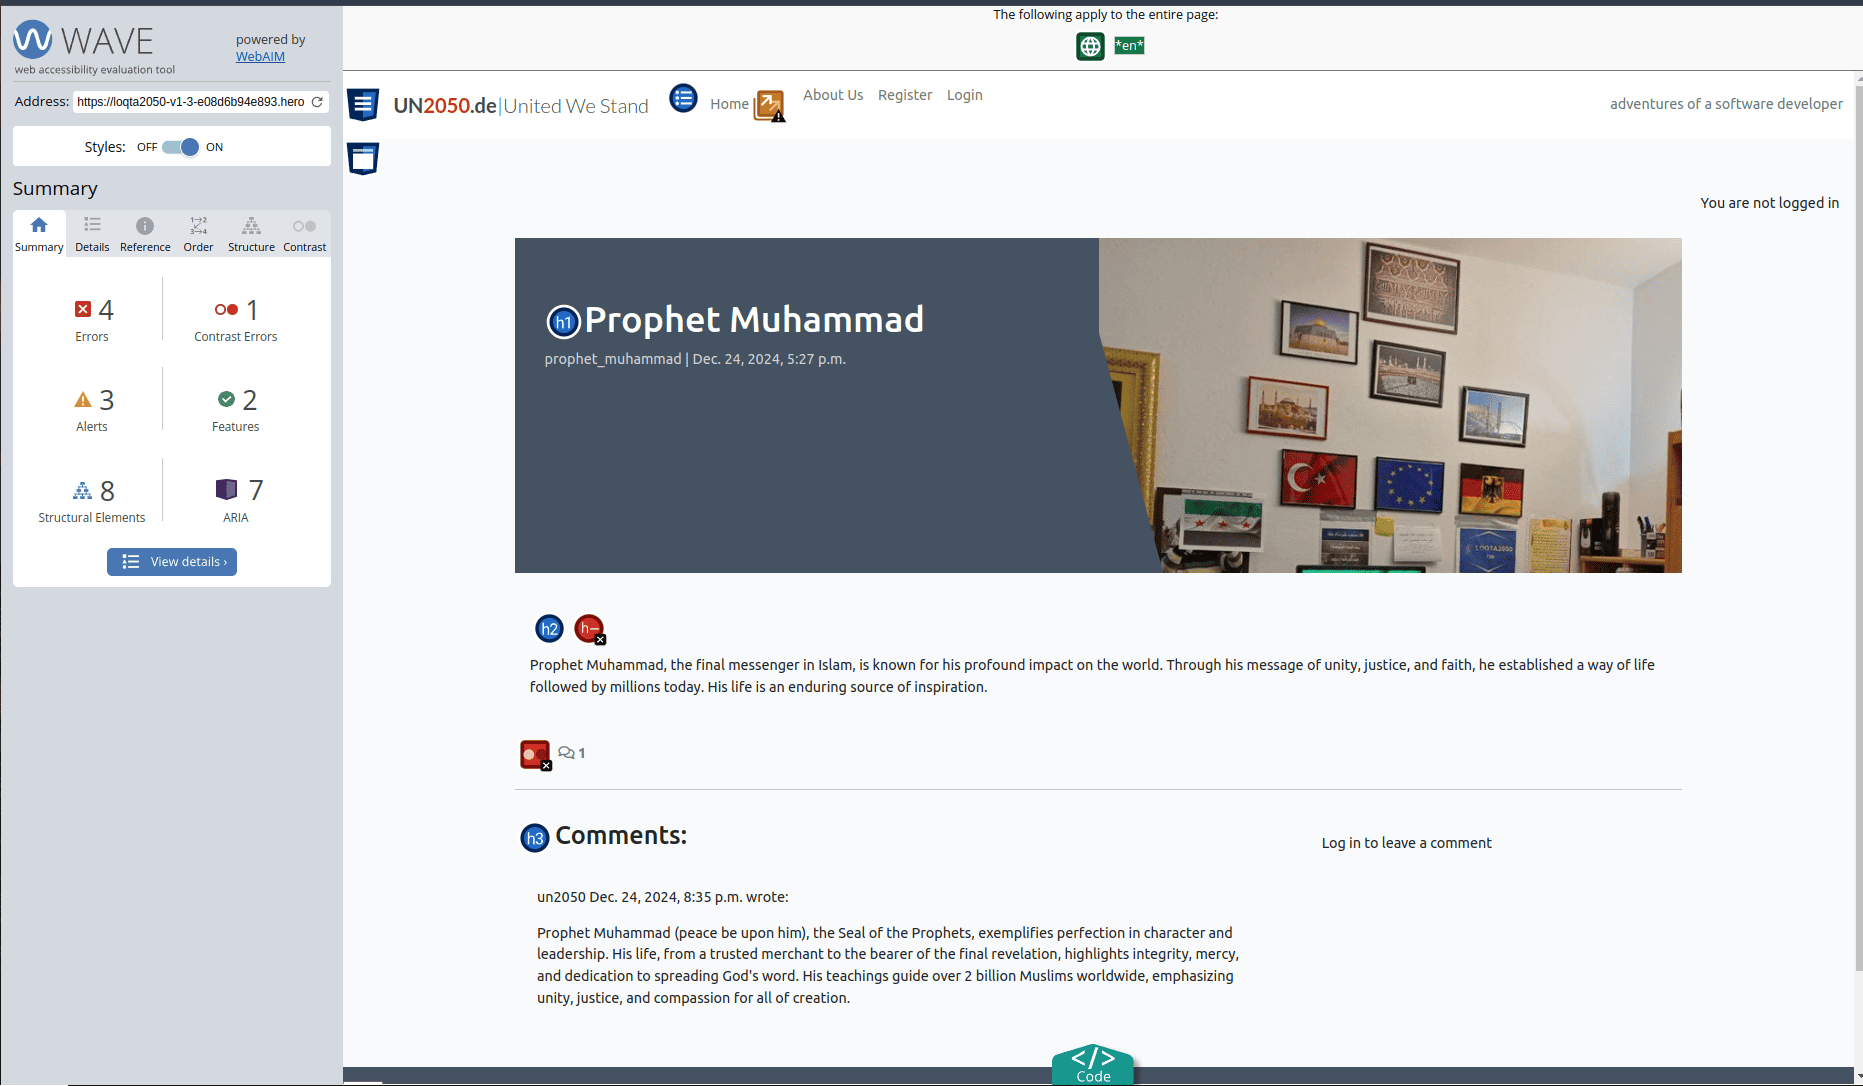 The following apply to the entire page:
*en*
WAVE
web accessibility evaluation tool
powered by
WebAIM
Address: https://loqta2050-v1-3-e08d6b94e893.hero
Styles: OFF ON
Summary
Summary Details Reference Order Structure Contrast
4
Errors
1
Contrast Errors
3
Alerts
2
Features
8
Structural Elements
7
ARIA
View details ›
UN2050.de|United We Stand
Home About Us Register Login
adventures of a software developer
You are not logged in
h1 Prophet Muhammad
prophet_muhammad | Dec. 24, 2024, 5:27 p.m.
LOQTA2050
h2 h–
Prophet Muhammad, the final messenger in Islam, is known for his profound impact on the world. Through his message of unity, justice, and faith, he established a way of life
followed by millions today. His life is an enduring source of inspiration.
1
h3 Comments:
Log in to leave a comment
un2050 Dec. 24, 2024, 8:35 p.m. wrote:
Prophet Muhammad (peace be upon him), the Seal of the Prophets, exemplifies perfection in character and
leadership. His life, from a trusted merchant to the bearer of the final revelation, highlights integrity, mercy,
and dedication to spreading God's word. His teachings guide over 2 billion Muslims worldwide, emphasizing
unity, justice, and compassion for all of creation.
</>
Code